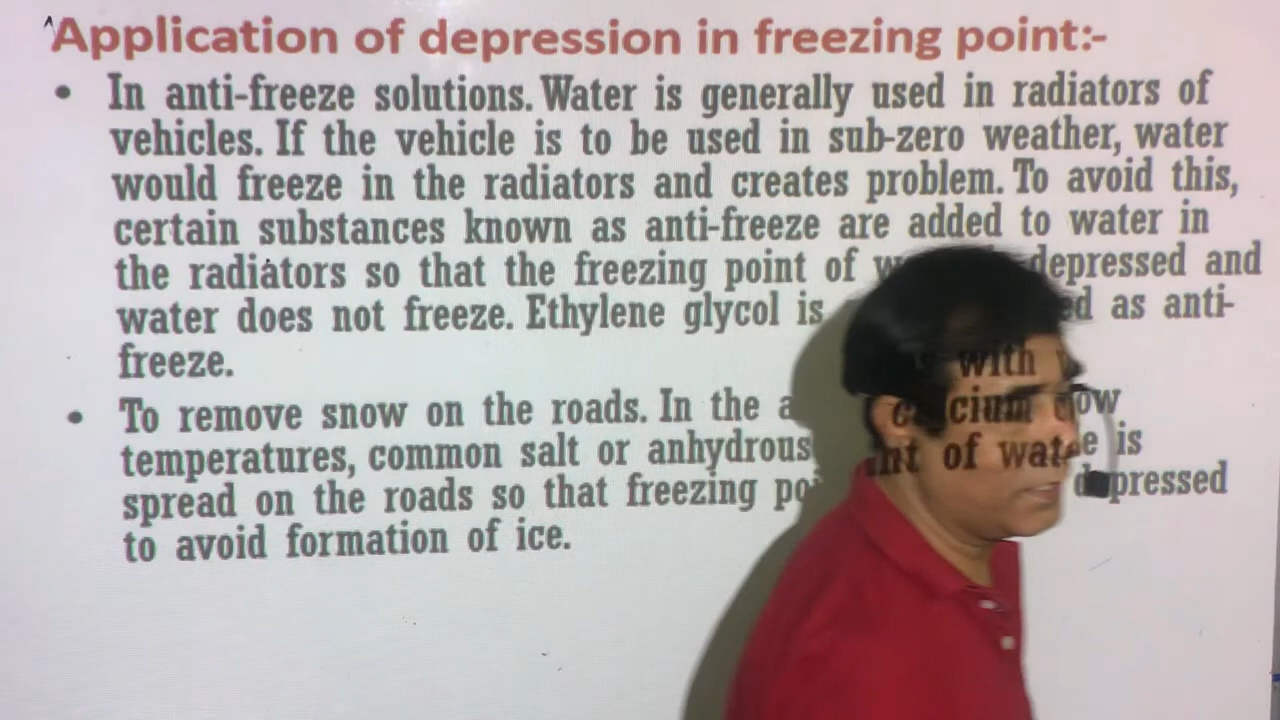 Application of depression in freezing point:-
• In anti-freeze solutions. Water is generally used in radiators of
vehicles. If the vehicle is to be used in sub-zero weather, water
would freeze in the radiators and creates problem. To avoid this,
certain substances known as anti-freeze are added to water in
the radiators so that the freezing point of depressed and
water does not freeze. Ethylene glycol is as anti-
freeze.
• To remove snow on the roads. In the with
temperatures, common salt or anhydrous is
spread on the roads so that freezing of depressed
to avoid formation of ice.